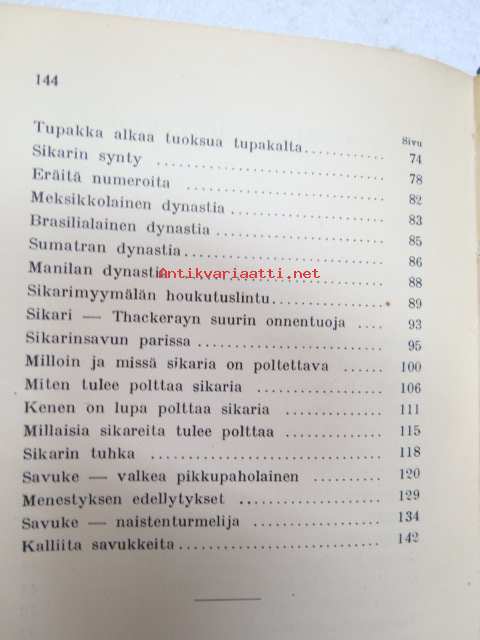 144
Sivu
Tupakka alkaa tuoksua tupakalta............ 74
Sikarin synty ........................... 78
Eräitä numeroita ........................ 82
Meksikkolainen dynastia .................. 83
Brasilialainen dynastia .................... 85
Sumatran dynastia........................ 86
Manilan dynastia ........................ 88
Antikvariaatti.net
Sikarimyymälän houkutuslintu.............. 89
Sikari — Thackerayn suurin onnentuoja .... 93
Sikarinsavun parissa ...................... 95
Milloin ja missä sikaria on poltettava ...... 100
Miten tulee polttaa sikaria ................ 106
Kenen on lupa polttaa sikaria ............ 111
Millaisia sikareita tulee polttaa ............ 115
Sikarin tuhka ............................ 118
Savuke — valkea pikkupaholainen .......... 120
Menestyksen edellytykset .................. 129
Savuke — naistenturmelija ................ 134
Kalliita savukkeita........................ 142